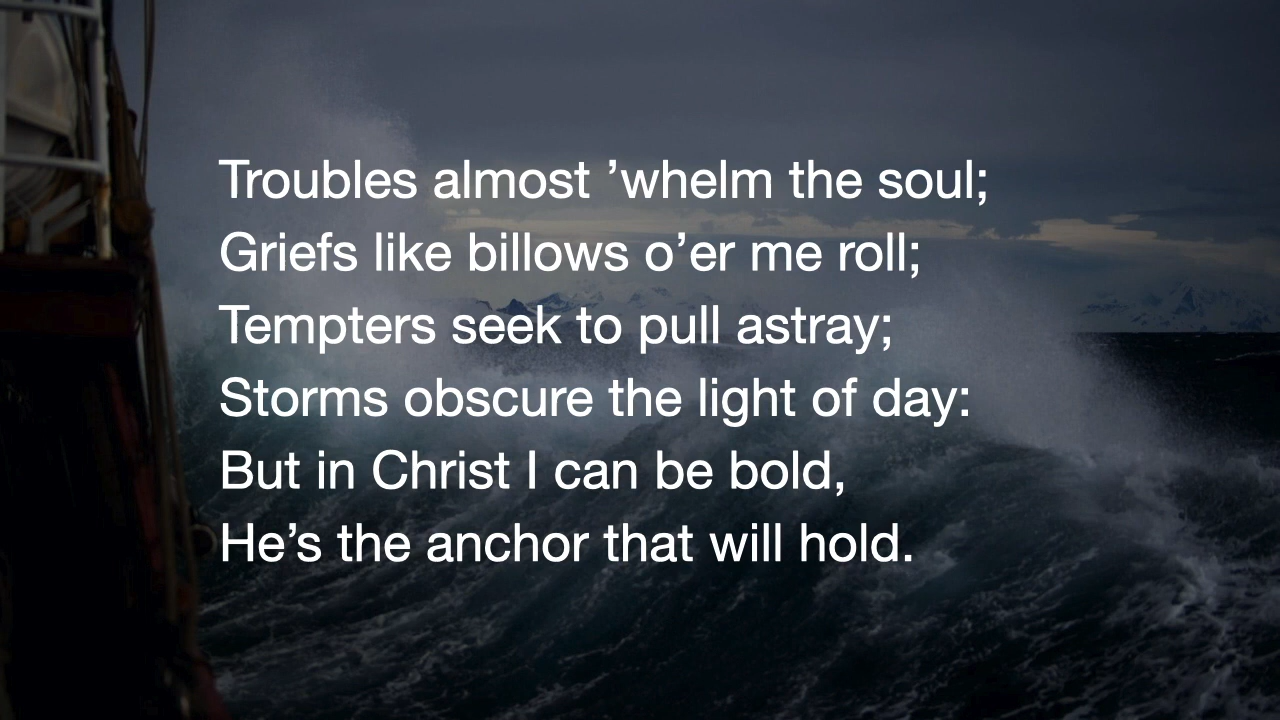 Troubles almost ’whelm the soul;
Griefs like billows o’er me roll;
Tempters seek to pull astray;
Storms obscure the light of day:
But in Christ I can be bold,
He’s the anchor that will hold.